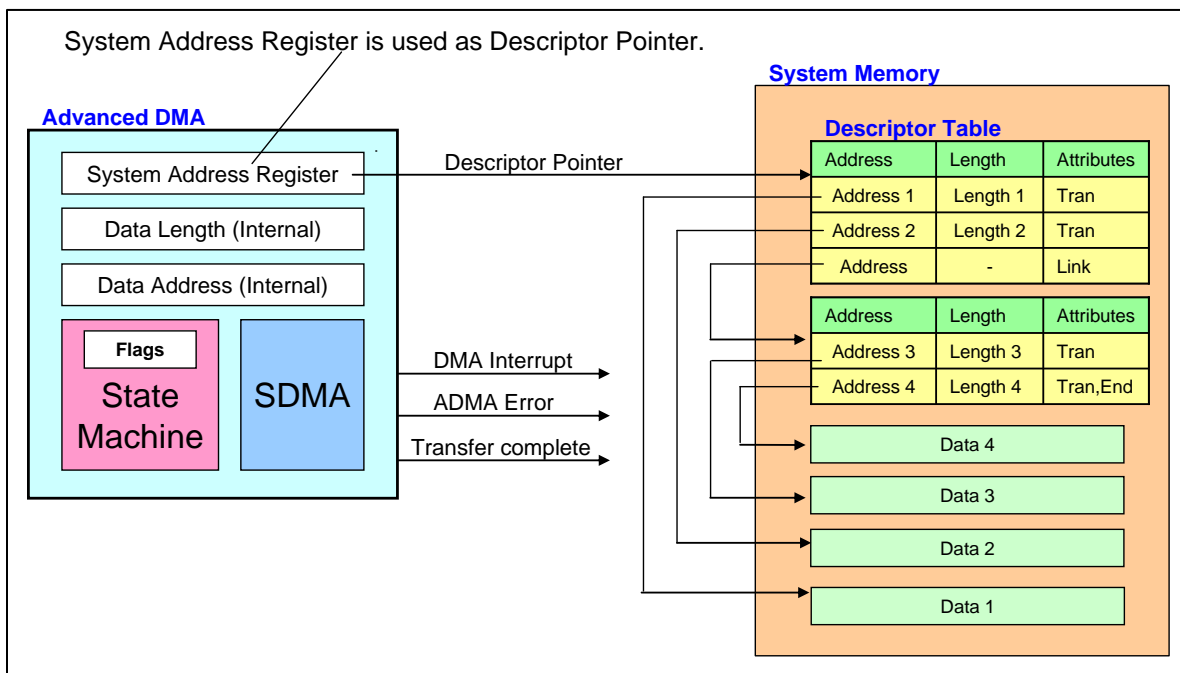 System Address Register is used as Descriptor Pointer.
System Memory
Advanced DMA
Descriptor Table
System Address Register
Descriptor Pointer
Address Length Attributes
Address 1 Length 1 Tran
Data Length (Internal)
Address 2 Length 2 Tran
Address - Link
Data Address (Internal)
Address Length Attributes
Flags
State
Machine
SDMA
DMA Interrupt
Address 3 Length 3 Tran
Address 4 Length 4 Tran,End
ADMA Error
Transfer complete
Data 4
Data 3
Data 2
Data 1